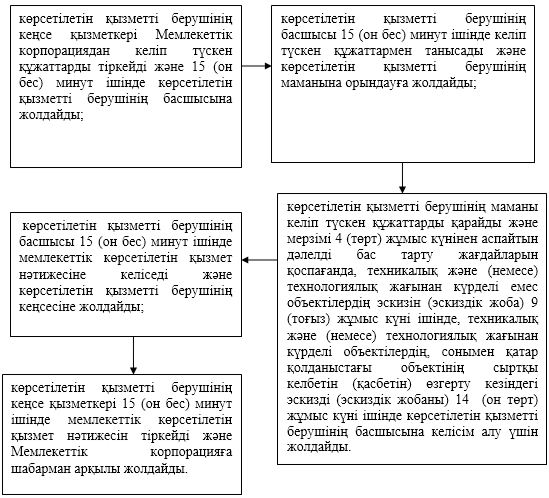 көрсетілетін қызметті берушінің
кеңсе қызметкері Мемлекеттік
корпорациядан келіп түскен
құжаттарды тіркейді және 15 (он
бес) минут ішінде көрсетілетін
қызметті берушінің басшысына
жолдайды;
көрсетілетін қызметті берушінің
басшысы 15 (он бес) минут ішінде келіп
түскен құжаттармен танысады және
көрсетілетін қызметті берушінің
маманына орындауға жолдайды;
көрсетілетін қызметті берушінің маманы
келіп түскен құжаттарды қарайды және
мерзімі 4 (төрт) жұмыс күнінен аспайтын
дәлелді бас тарту жағдайларын
қоспағанда, техникалық және (немесе)
технологиялық жағынан күрделі емес
объектілердің эскизін (эскиздік жоба) 9
(тоғыз) жұмыс күні ішінде, техникалық
және (немесе) технологиялық жағынан
күрделі объектілердің, сонымен қатар
қолданыстағы объектінің сыртқы
келбетін (қасбетін) өзгерту кезіндегі
эскизді (эскиздік жобаны) 14 (он төрт)
жұмыс күні ішінде көрсетілетін қызметті
берушінің басшысына келісім алу үшін
жолдайды.
көрсетілетін қызметті берушінің
басшысы 15 (он бес) минут ішінде
мемлекеттік көрсетілетін қызмет
нәтижесіне келіседі және
көрсетілетін қызметті берушінің
кеңсесіне жолдайды;
көрсетілетін қызметті берушінің
кеңсе қызметкері 15 (он бес) минут
ішінде мемлекеттік көрсетілетін
қызмет нәтижесін тіркейді және
Мемлекеттік корпорацияға
шабарман арқылы жолдайды.